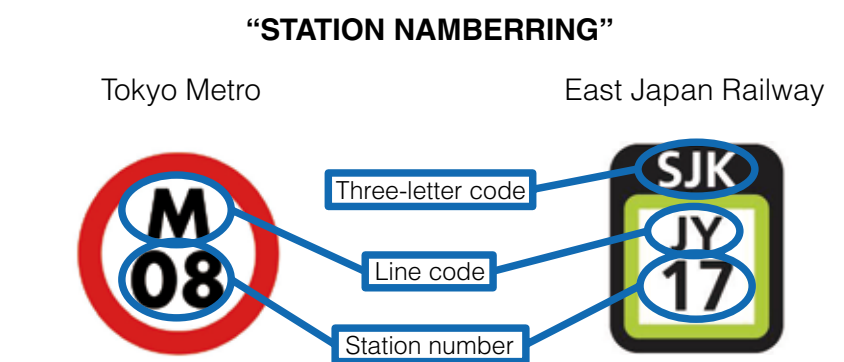 “STATION NAMBERRING”
Tokyo Metro
East Japan Railway
M
08
Three-letter code
Line code
Station number
SJK
JY
17